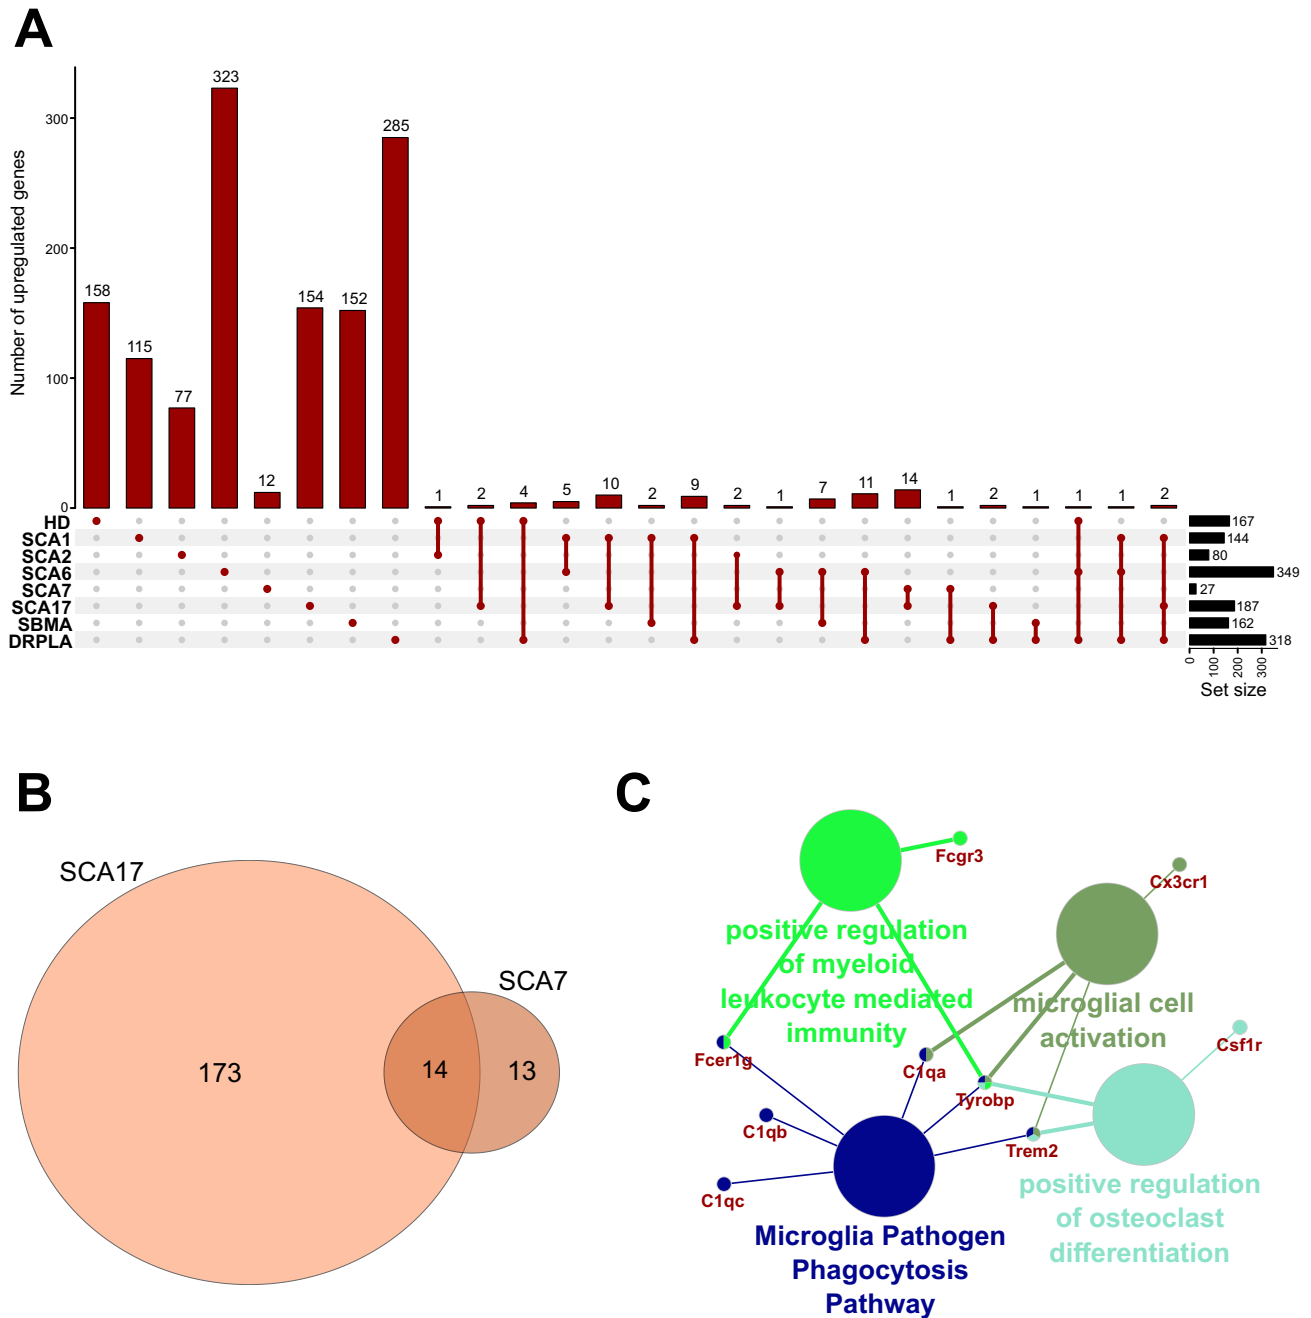 A
Number of upregulated genes
300
200
100
0
158
115
77
323
12
154
152
285
1
2
4
5
10
2
9
2
1
7
11
14
1
2
1
1
1
2
HD
SCA1
SCA2
SCA6
SCA7
SCA17
SBMA
DRPLA
167
144
80
349
27
187
162
318
0
100
200
300
Set size
B
SCA17
SCA7
173
14
13
C
Fcgr3
Cx3cr1
positive regulation
of myeloid
leukocyte mediated
immunity
microglial cell
activation
Csf1r
Fcer1g
C1qa
Tyrobp
C1qb
Trem2
C1qc
positive regulation
of osteoclast
differentiation
Microglia Pathogen
Phagocytosis
Pathway